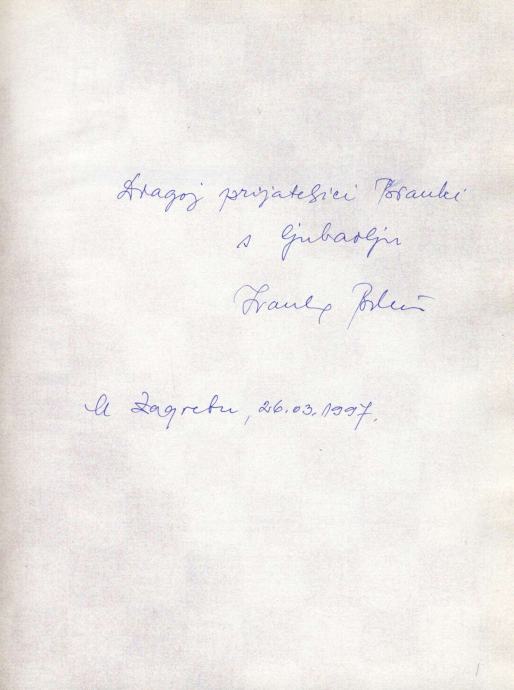 Dragoj prijateljici Branki
s ljubavlju
U Zagrebu, 26.03.1997.